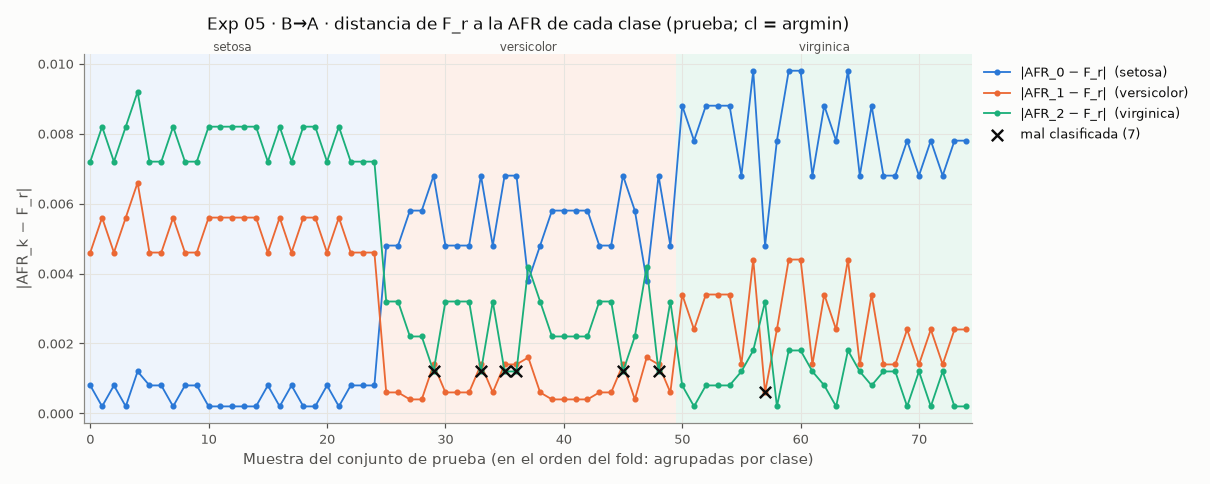 Exp 05 · B→A · distancia de F_r a la AFR de cada clase (prueba; cl = argmin)
setosa versicolor virginica
|AFR_0 − F_r| (setosa)
|AFR_1 − F_r| (versicolor)
|AFR_2 − F_r| (virginica)
mal clasificada (7)
|AFR_k − F_r|
0.010
0.008
0.006
0.004
0.002
0.000
0 10 20 30 40 50 60 70
Muestra del conjunto de prueba (en el orden del fold: agrupadas por clase)